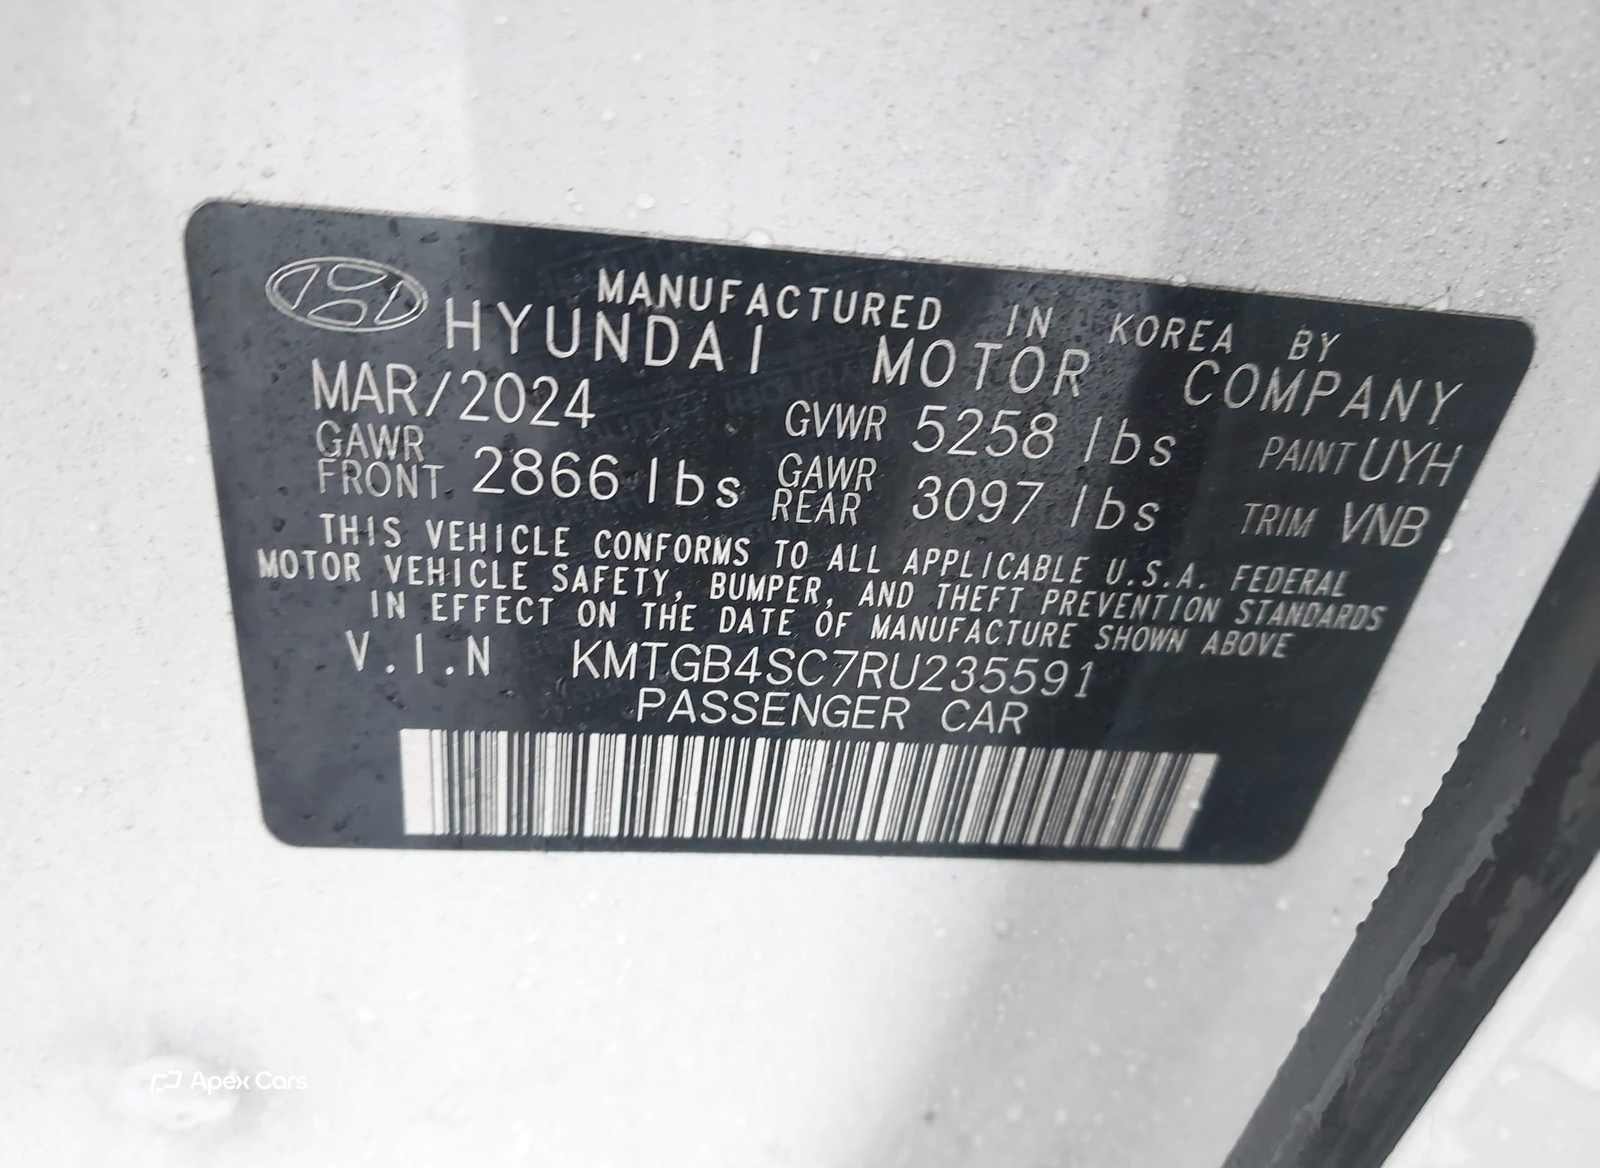 MANUFACTURED IN KOREA BY
HYUNDAI MOTOR COMPANY
MAR/2024 GVWR 5258 lbs PAINT UYH
GAWR FRONT 2866 lbs GAWR REAR 3097 lbs TRIM VNB
THIS VEHICLE CONFORMS TO ALL APPLICABLE U.S.A. FEDERAL
MOTOR VEHICLE SAFETY, BUMPER, AND THEFT PREVENTION STANDARDS
IN EFFECT ON THE DATE OF MANUFACTURE SHOWN ABOVE
V.I.N KMTGB4SC7RU235591
PASSENGER CAR
Apex Cars